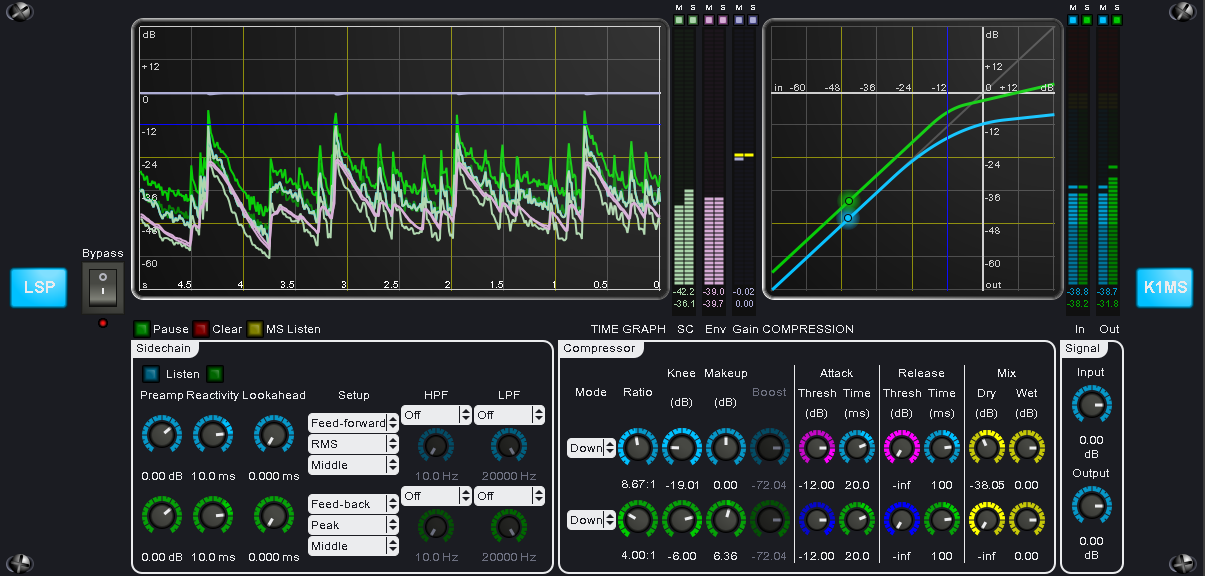 M S M S M S
M S M S
dB
+12
0
-12
-24
-36
-48
-60
s 4.5 4 3.5 3 2.5 2 1.5 1 0.5 0
-42.2 -39.0 -0.02
-36.1 -39.7 0.00
dB
+12
in -60 -48 -36 -24 -12 0 +12 dB
-12
-24
-36
-48
-60
out
-38.8 -38.7
-38.2 -31.8
Bypass
LSP
K1MS
Pause Clear MS Listen
TIME GRAPH SC Env Gain COMPRESSION
In Out
Sidechain
Listen
Preamp Reactivity Lookahead Setup HPF LPF
Feed-forward
RMS
Middle
Off Off
0.00 dB 10.0 ms 0.000 ms
10.0 Hz 20000 Hz
Feed-back
Peak
Middle
Off Off
0.00 dB 10.0 ms 0.000 ms
10.0 Hz 20000 Hz
Compressor
Mode Ratio Knee (dB) Makeup (dB) Boost
Attack Release Mix
Thresh Time Thresh Time Dry Wet
(dB) (ms) (dB) (ms) (dB) (dB)
Down
8.67:1 -19.01 0.00 -72.04 -12.00 20.0 -inf 100 -38.05 0.00
Down
4.00:1 -6.00 6.36 -72.04 -12.00 20.0 -inf 100 -inf 0.00
Signal
Input
0.00
dB
Output
0.00
dB